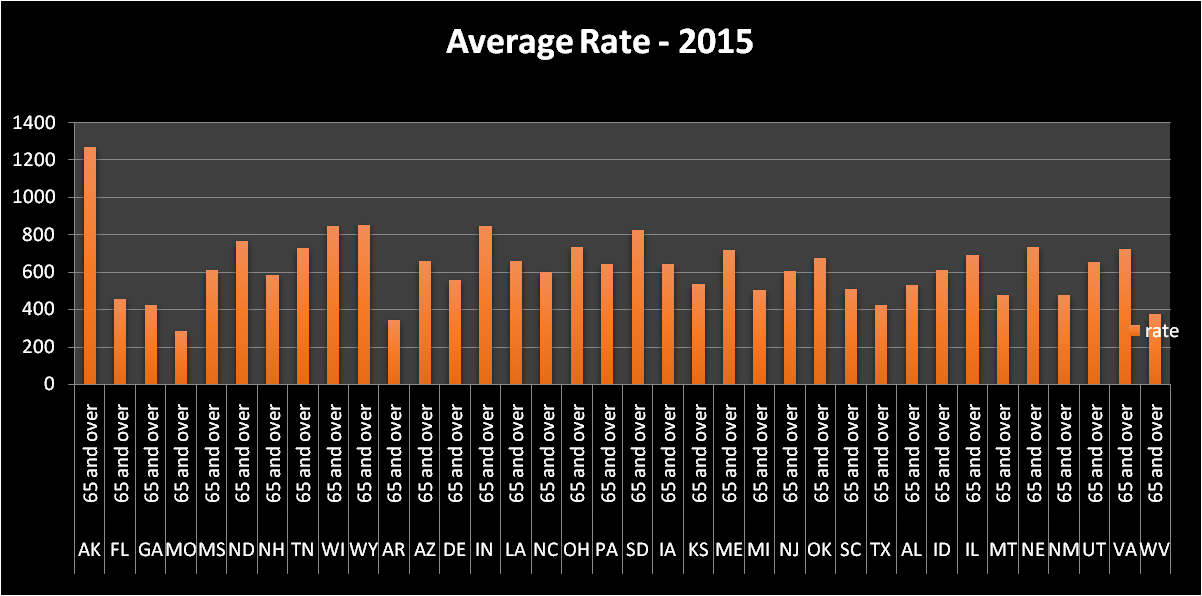 Average Rate - 2015
1400
1200
1000
800
600
400
200
0
rate
65 and over 65 and over 65 and over 65 and over 65 and over 65 and over 65 and over 65 and over 65 and over 65 and over 65 and over 65 and over 65 and over 65 and over 65 and over 65 and over 65 and over 65 and over 65 and over 65 and over 65 and over 65 and over 65 and over 65 and over 65 and over 65 and over 65 and over 65 and over 65 and over 65 and over 65 and over 65 and over 65 and over 65 and over 65 and over 65 and over
AK FL GA MO MS ND NH TN WI WY AR AZ DE IN LA NC OH PA SD IA KS ME MI NJ OK SC TX AL ID IL MT NE NM UT VA WV